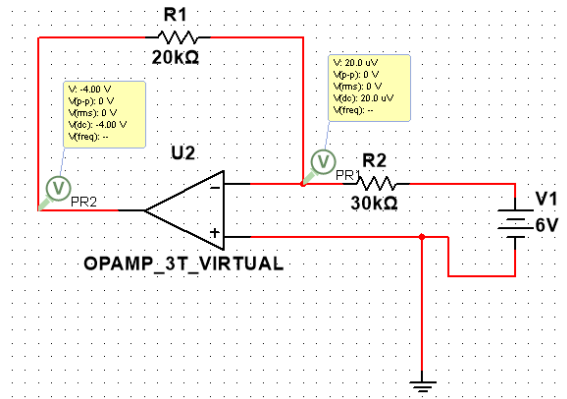 R1
20kΩ
V: -4.00 V
V(p-p): 0 V
V(rms): 0 V
V(dc): -4.00 V
V(freq): --
V: 20.0 uV
V(p-p): 0 V
V(rms): 0 V
V(dc): 20.0 uV
V(freq): --
U2
V
PR2
V
PR1
R2
30kΩ
V1
6V
OPAMP_3T_VIRTUAL